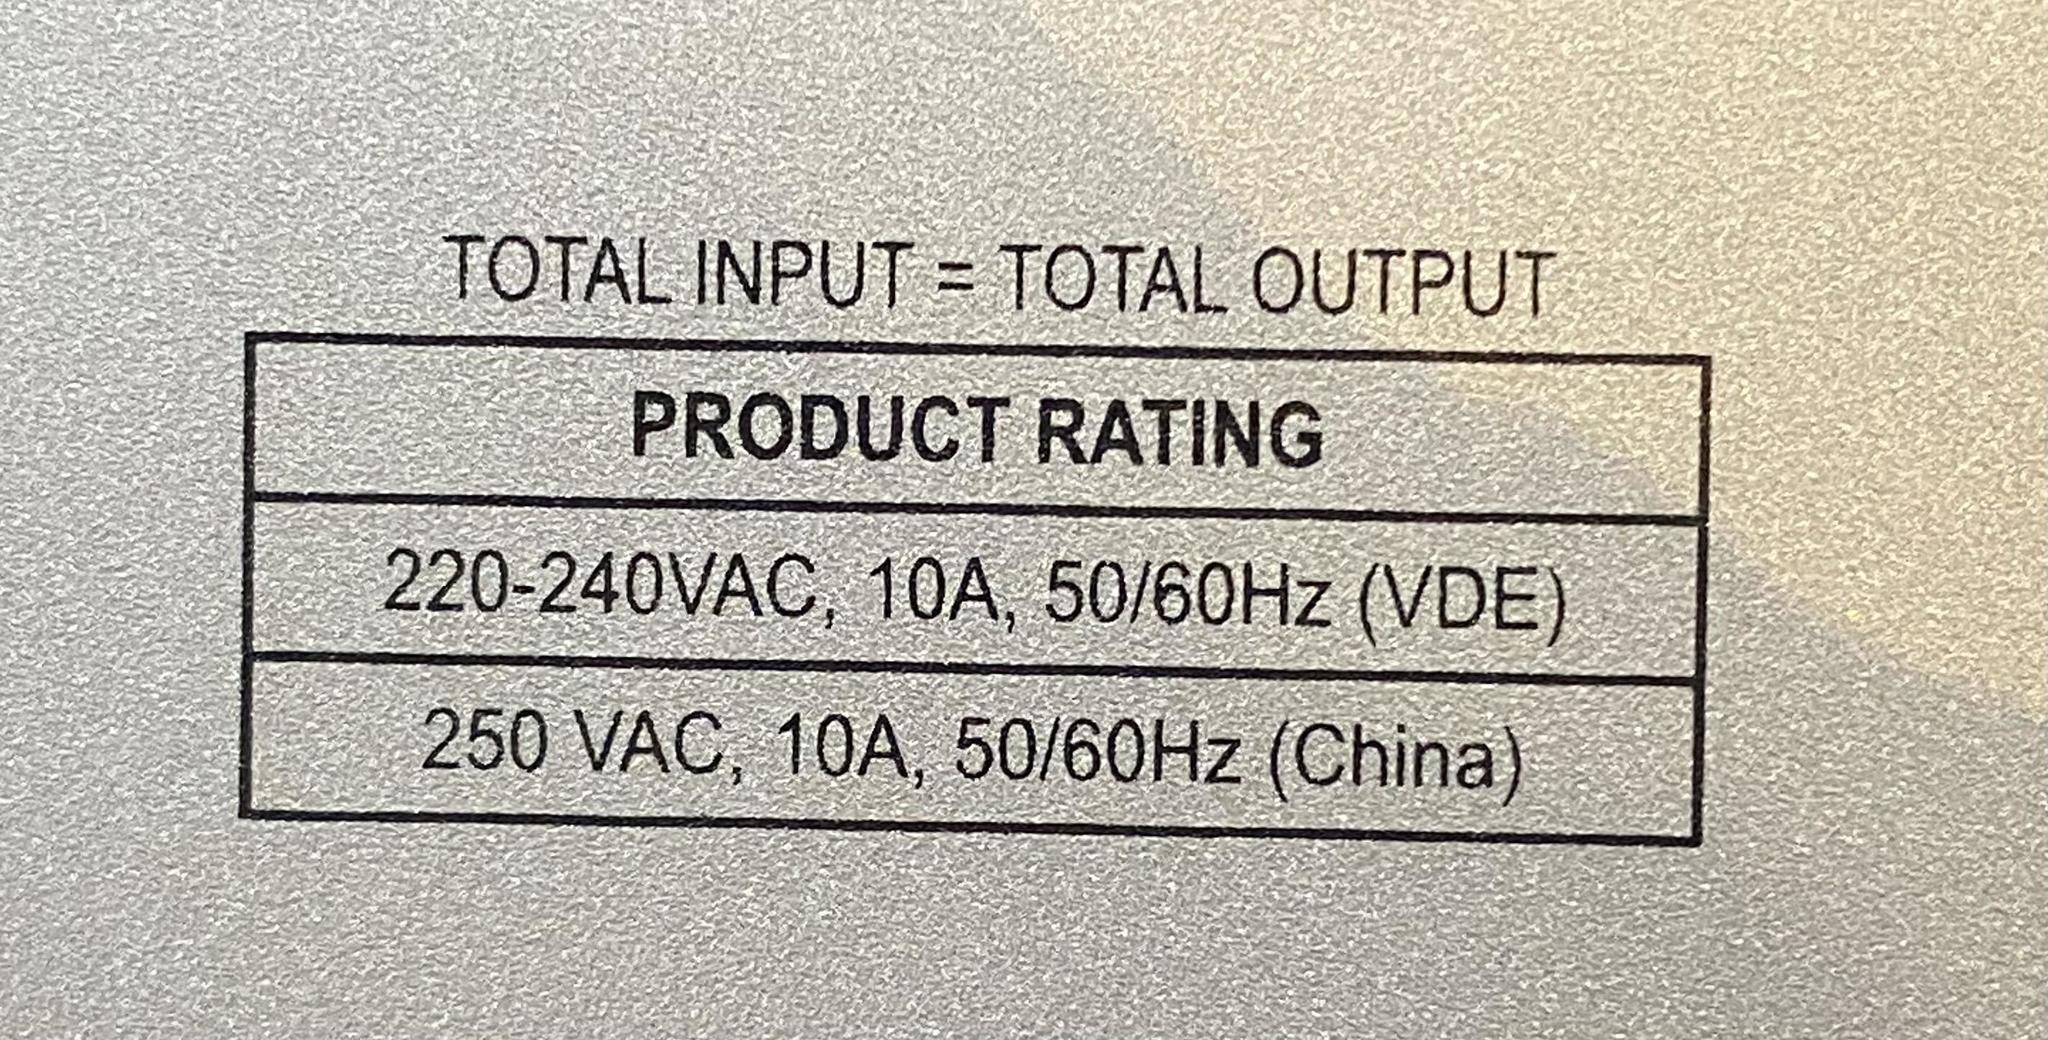 TOTAL INPUT = TOTAL OUTPUT
PRODUCT RATING
220-240VAC, 10A, 50/60Hz (VDE)
250 VAC, 10A, 50/60Hz (China)